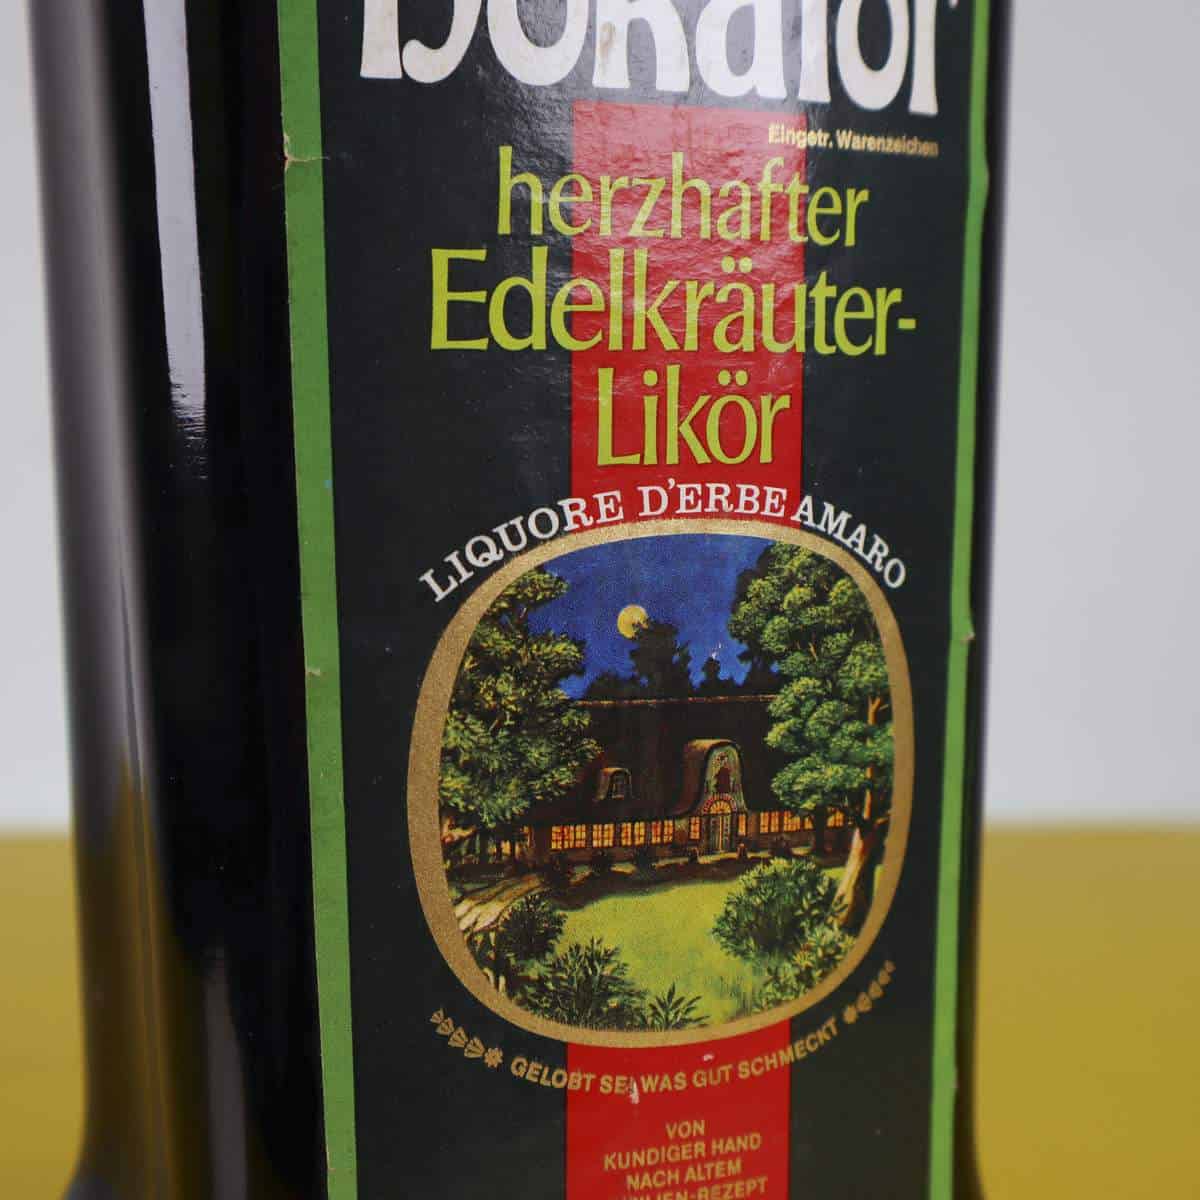 Eingetr. Warenzeichen
herzhafter
Edelkräuter-
Likör
LIQUORE D'ERBE AMARO
GELOBT SEI WAS GUT SCHMECKT
VON
KUNDIGER HAND
NACH ALTEM